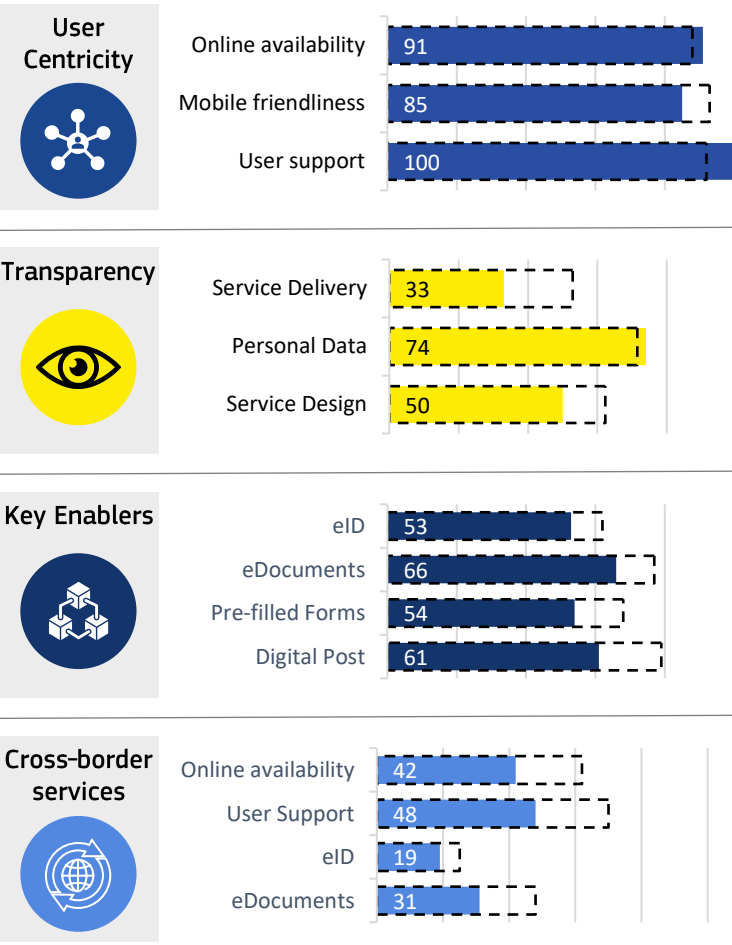 User
Centricity
Online availability 91
Mobile friendliness 85
User support 100
Transparency
Service Delivery 33
Personal Data 74
Service Design 50
Key Enablers
eID 53
eDocuments 66
Pre-filled Forms 54
Digital Post 61
Cross-border
services
Online availability 42
User Support 48
eID 19
eDocuments 31